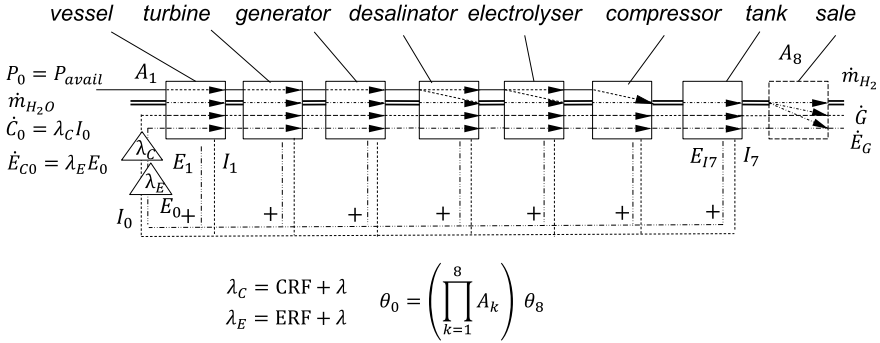 vessel turbine generator desalinator electrolyser compressor tank sale
P₀ = P_avail A₁ A₈
ṁ_H₂O ṁ_H₂
Ċ₀ = λ_C I₀ Ġ
λ_C Ė_G
Ė_C0 = λ_E E₀ E₁ I₁ E_I7 I₇
λ_E
E₀
I₀ + + + + + + +
λ_C = CRF + λ
λ_E = ERF + λ
θ₀ = (∏_{k=1}^{8} A_k) θ₈